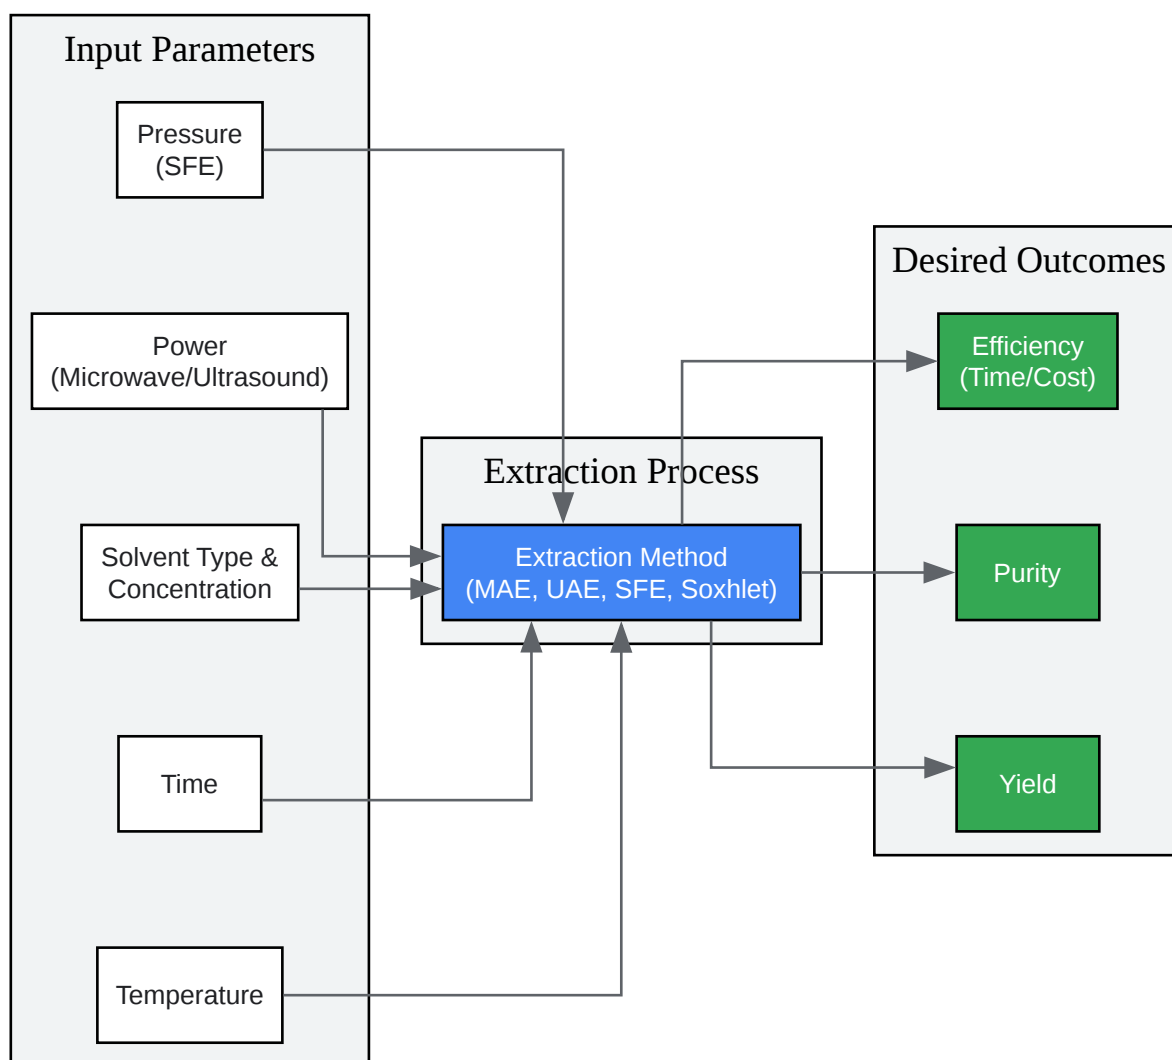 Input Parameters
Pressure
(SFE)
Power
(Microwave/Ultrasound)
Solvent Type &
Concentration
Time
Temperature
Extraction Process
Extraction Method
(MAE, UAE, SFE, Soxhlet)
Desired Outcomes
Efficiency
(Time/Cost)
Purity
Yield